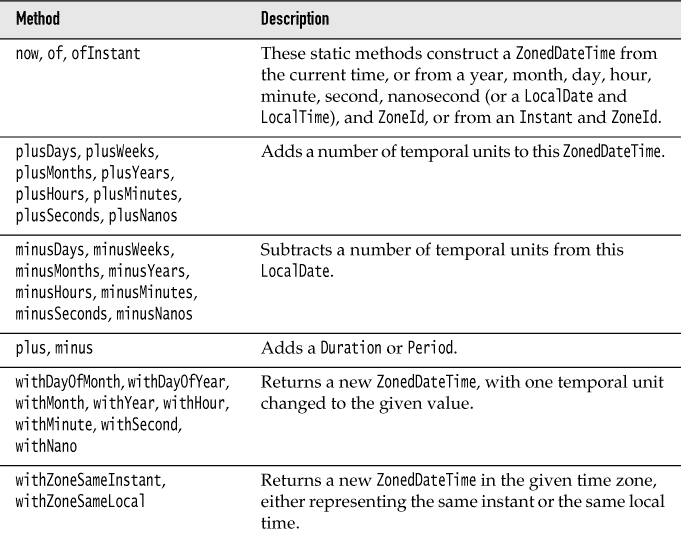 Method Description
now, of, ofInstant These static methods construct a ZonedDateTime from
the current time, or from a year, month, day, hour,
minute, second, nanosecond (or a LocalDate and
LocalTime), and ZoneId, or from an Instant and ZoneId.
plusDays, plusWeeks, Adds a number of temporal units to this ZonedDateTime.
plusMonths, plusYears,
plusHours, plusMinutes,
plusSeconds, plusNanos
minusDays, minusWeeks, Subtracts a number of temporal units from this
minusMonths, minusYears, LocalDate.
minusHours, minusMinutes,
minusSeconds, minusNanos
plus, minus Adds a Duration or Period.
withDayOfMonth, withDayOfYear, Returns a new ZonedDateTime, with one temporal unit
withMonth, withYear, withHour, changed to the given value.
withMinute, withSecond,
withNano
withZoneSameInstant, Returns a new ZonedDateTime in the given time zone,
withZoneSameLocal either representing the same instant or the same local
time.